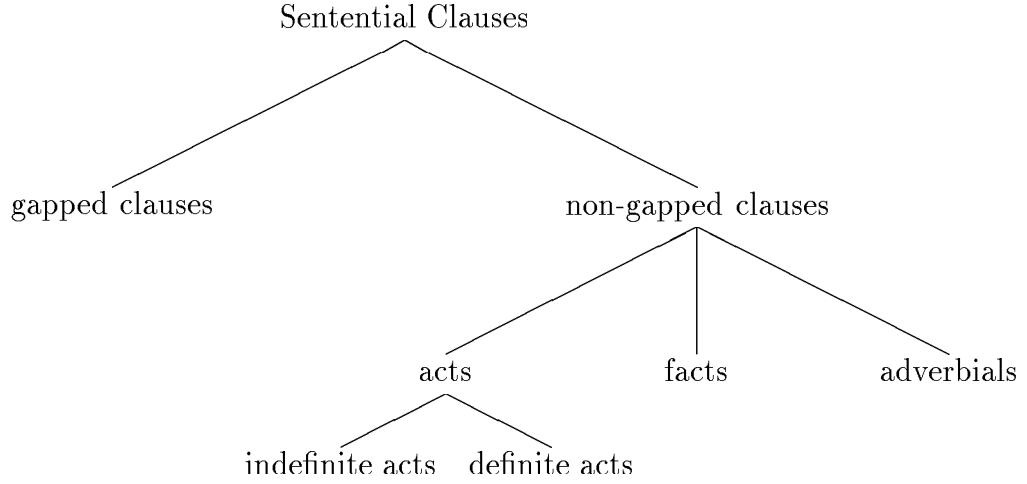 Sentential Clauses
gapped clauses
non-gapped clauses
acts
facts
adverbials
indefinite acts
definite acts